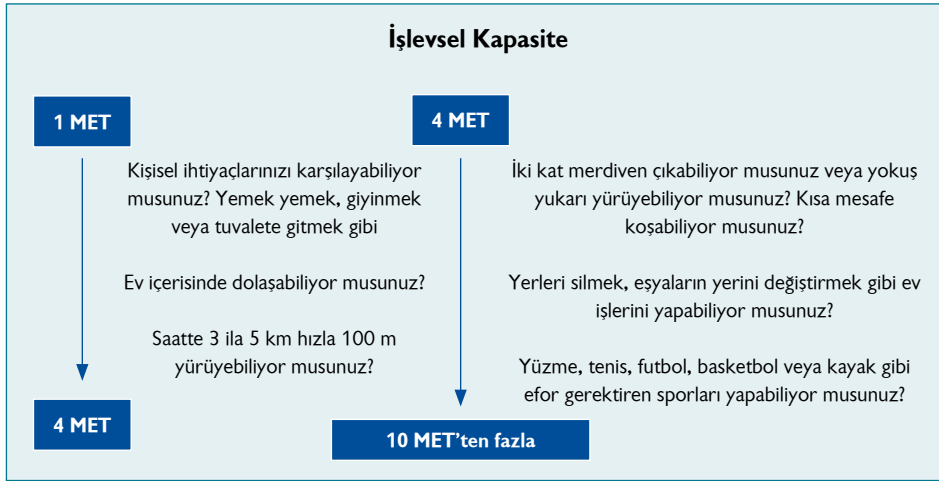 İşlevsel Kapasite
1 MET
Kişisel ihtiyaçlarınızı karşılayabiliyor
musunuz? Yemek yemek, giyinmek
veya tuvalete gitmek gibi
Ev içerisinde dolaşabiliyor musunuz?
Saatte 3 ila 5 km hızla 100 m
yürüyebiliyor musunuz?
4 MET
4 MET
İki kat merdiven çıkabiliyor musunuz veya yokuş
yukarı yürüyebiliyor musunuz? Kısa mesafe
koşabiliyor musunuz?
Yerleri silmek, eşyaların yerini değiştirmek gibi ev
işlerini yapabiliyor musunuz?
Yüzme, tenis, futbol, basketbol veya kayak gibi
efor gerektiren sporları yapabiliyor musunuz?
10 MET’ten fazla